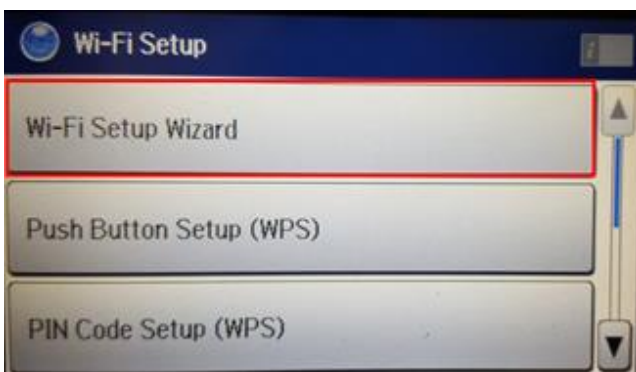 Wi-Fi Setup
Wi-Fi Setup Wizard
Push Button Setup (WPS)
PIN Code Setup (WPS)